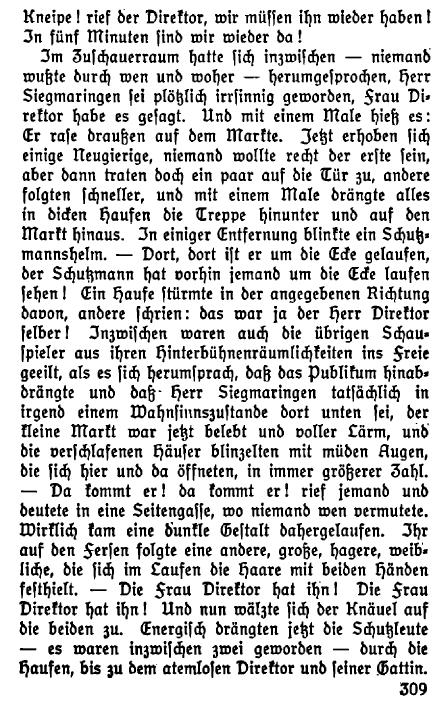 Kneipe! rief der Direktor, wir müssen ihn wieder haben!
In fünf Minuten sind wir wieder da!
Im Zuschauerraum hatte sich inzwischen — niemand
wußte durch wen und woher — herumgesprochen, Herr
Siegmaringen sei plötzlich irrsinnig geworden, Frau Di-
rektor habe es gesagt. Und mit einem Male hieß es:
Er rase draußen auf dem Markte. Jetzt erhoben sich
einige Neugierige, niemand wollte recht der erste sein,
aber dann traten doch ein paar auf die Tür zu, andere
folgten schneller, und mit einem Male drängte alles
in dicken Haufen die Treppe hinunter und auf den
Markt hinaus. In einiger Entfernung blinkte ein Schutz-
mannshelm. — Dort, dort ist er um die Ecke gelaufen,
der Schutzmann hat vorhin jemand um die Ecke laufen
sehen! Ein Haufe stürmte in der angegebenen Richtung
davon, andere schrien: das war ja der Herr Direktor
selber! Inzwischen waren auch die übrigen Schau-
spieler aus ihren Hinterbühnenräumlichkeiten ins Freie
geeilt, als es sich herumsprach, daß das Publikum hinab-
drängte und daß Herr Siegmaringen tatsächlich in
irgend einem Wahnsinnszustande dort unten sei, der
kleine Markt war jetzt belebt und voller Lärm, und
die verschlafenen Häuser blinzelten mit müden Augen,
die sich hier und da öffneten, in immer größerer Zahl.
— Da kommt er! da kommt er! rief jemand und
deutete in eine Seitengasse, wo niemand wen vermutete.
Wirklich kam eine dunkle Gestalt dahergelaufen. Ihr
auf den Fersen folgte eine andere, große, hagere, weib-
liche, die sich im Laufen die Haare mit beiden Händen
festhielt. — Die Frau Direktor hat ihn! Die Frau
Direktor hat ihn! Und nun wälzte sich der Knäuel auf
die beiden zu. Energisch drängten jetzt die Schutzleute
— es waren inzwischen zwei geworden — durch die
Haufen, bis zu dem atemlosen Direktor und seiner Gattin.
309